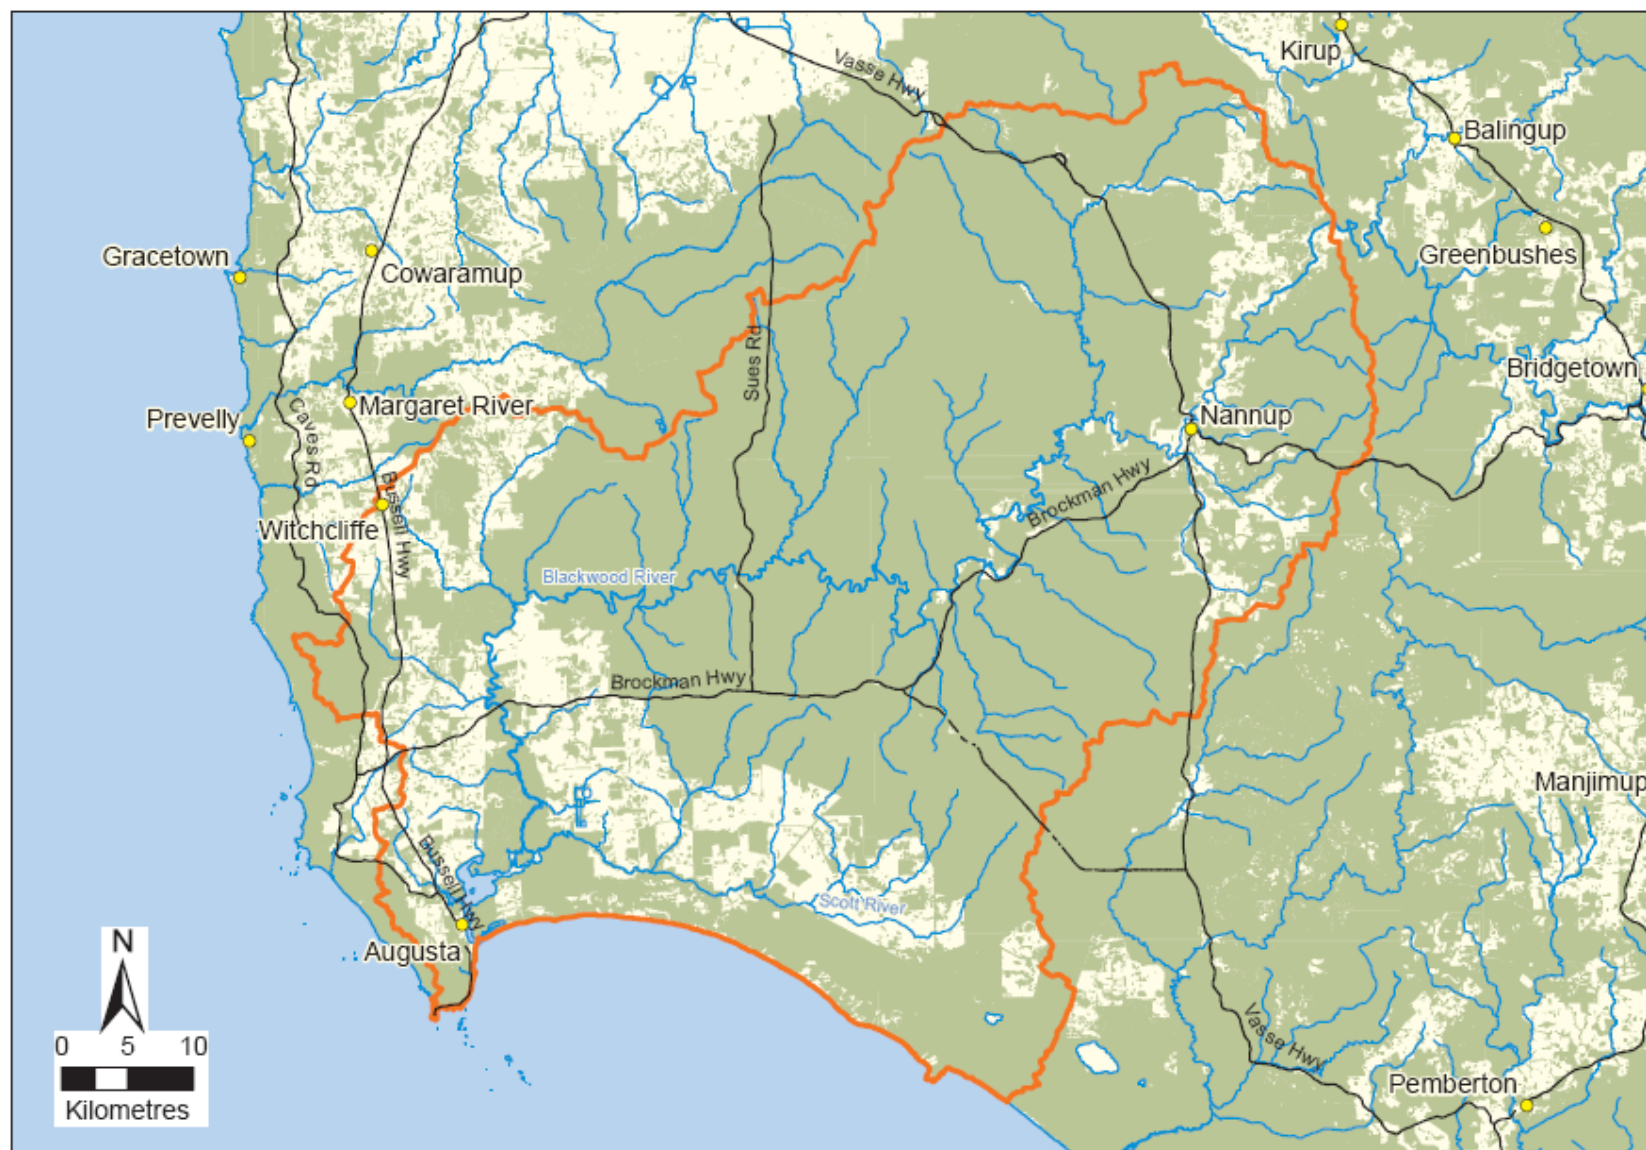 Kirup
Vasse Hwy
Balingup
Greenbushes
Gracetown
Cowaramup
Sues Rd
Bridgetown
Prevelly
Caves Rd
Margaret River
Nannup
Brockman Hwy
Witchcliffe
Bussell Hwy
Blackwood River
Brockman Hwy
Manjimup
Bussell Hwy
Scott River
Augusta
N
0 5 10
Kilometres
Vasse Hwy
Pemberton